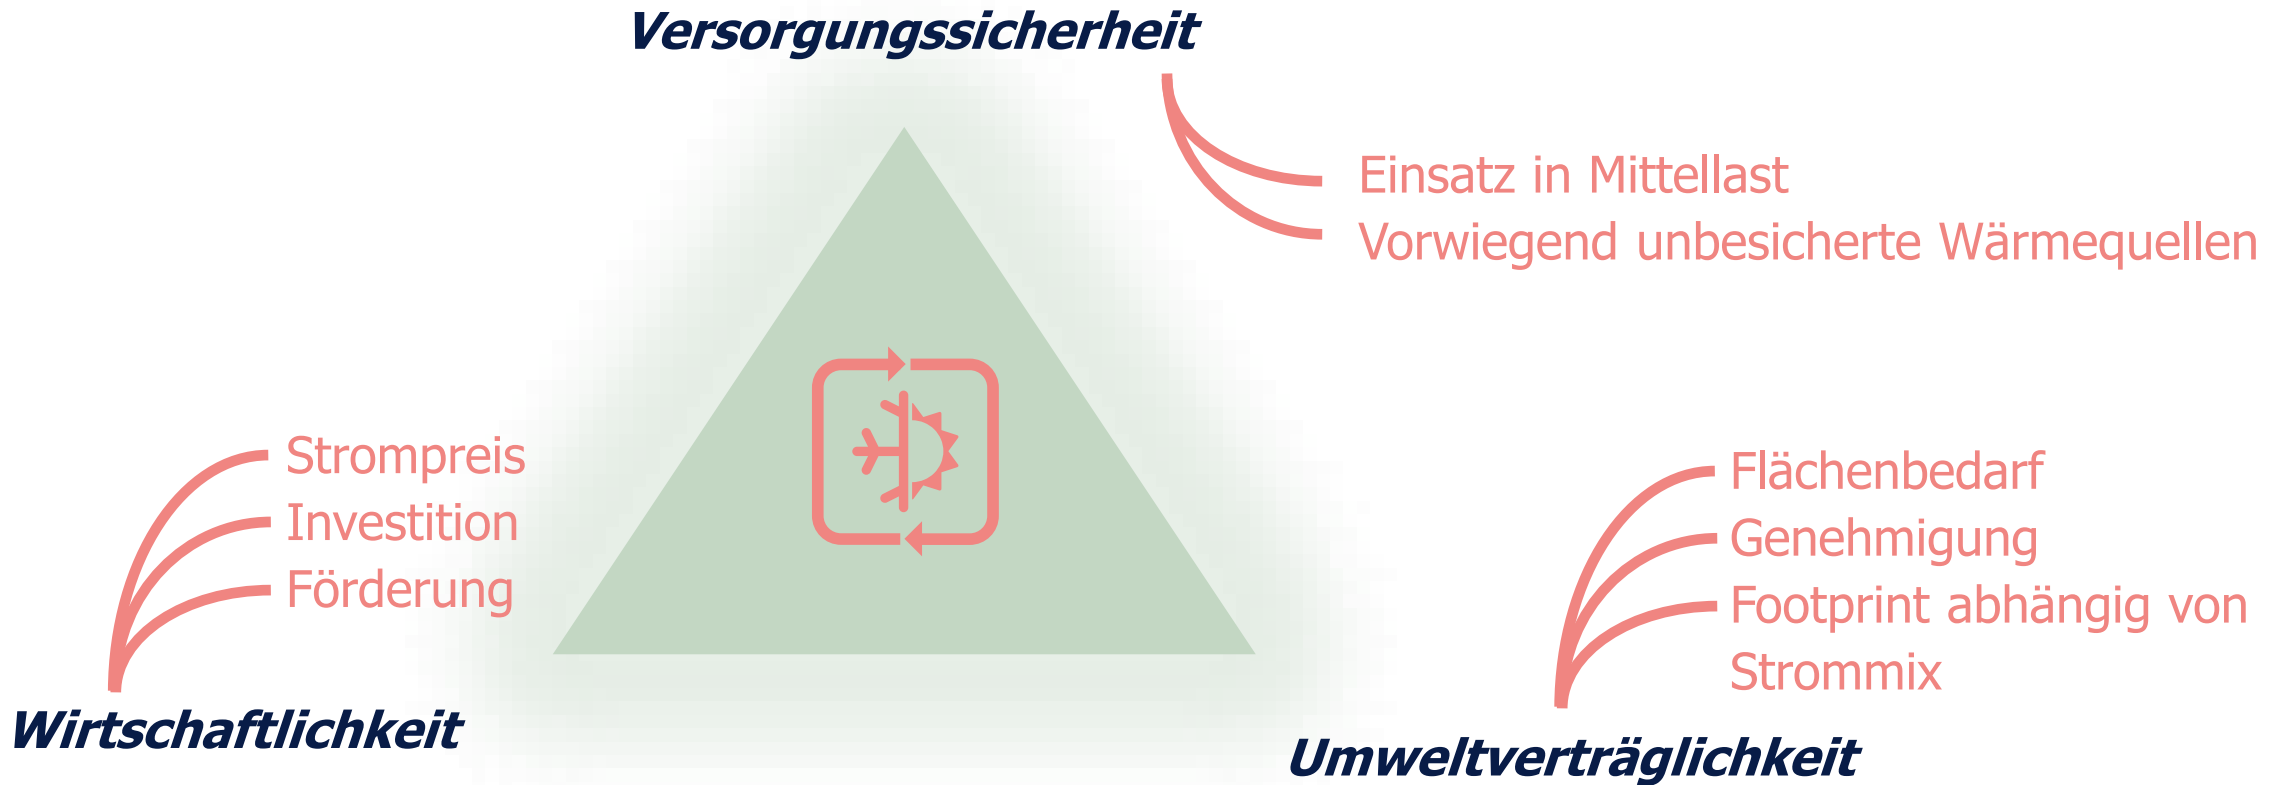 Versorgungssicherheit
Einsatz in Mittellast
Vorwiegend unbesicherte Wärmequellen
Strompreis
Investition
Förderung
Wirtschaftlichkeit
Flächenbedarf
Genehmigung
Footprint abhängig von
Strommix
Umweltverträglichkeit